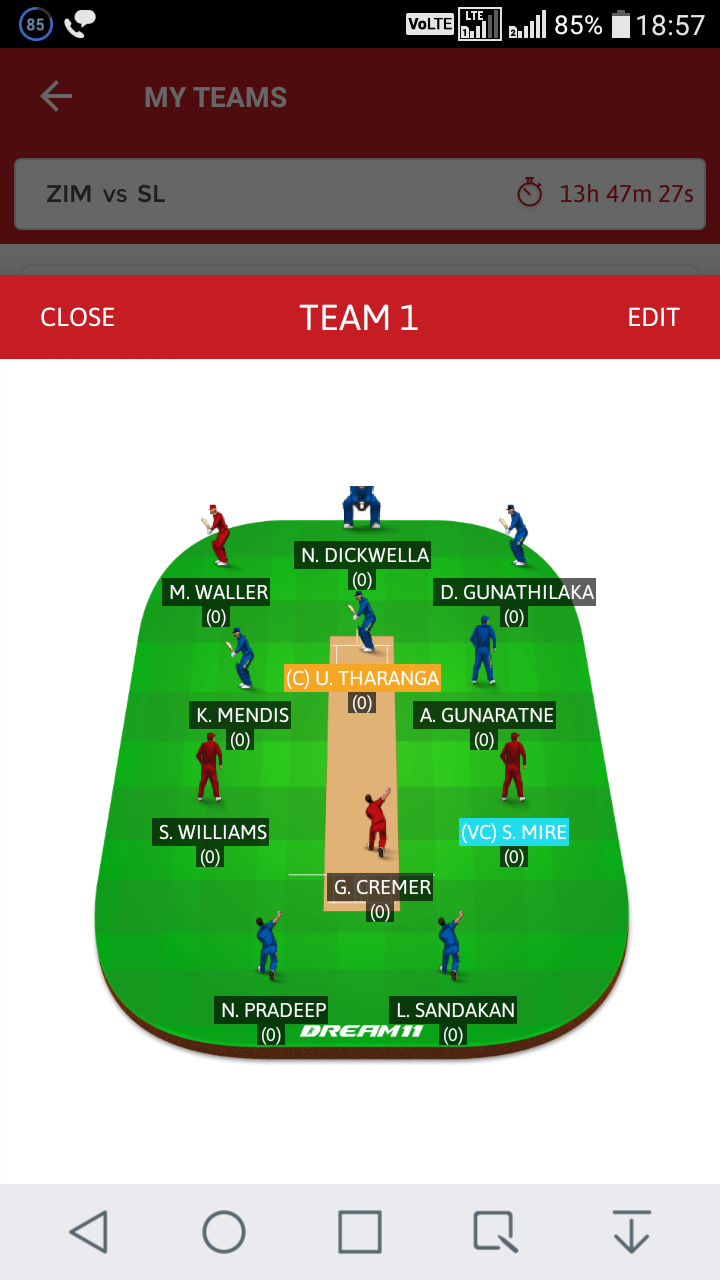 85 VoLTE LTE 1 2 85% 18:57
MY TEAMS
ZIM vs SL 13h 47m 27s
CLOSE TEAM 1 EDIT
N. DICKWELLA
(0)
M. WALLER
(0)
D. GUNATHILAKA
(0)
(C) U. THARANGA
(0)
K. MENDIS
(0)
A. GUNARATNE
(0)
S. WILLIAMS
(0)
(VC) S. MIRE
(0)
G. CREMER
(0)
N. PRADEEP
(0)
L. SANDAKAN
(0)
DREAM11